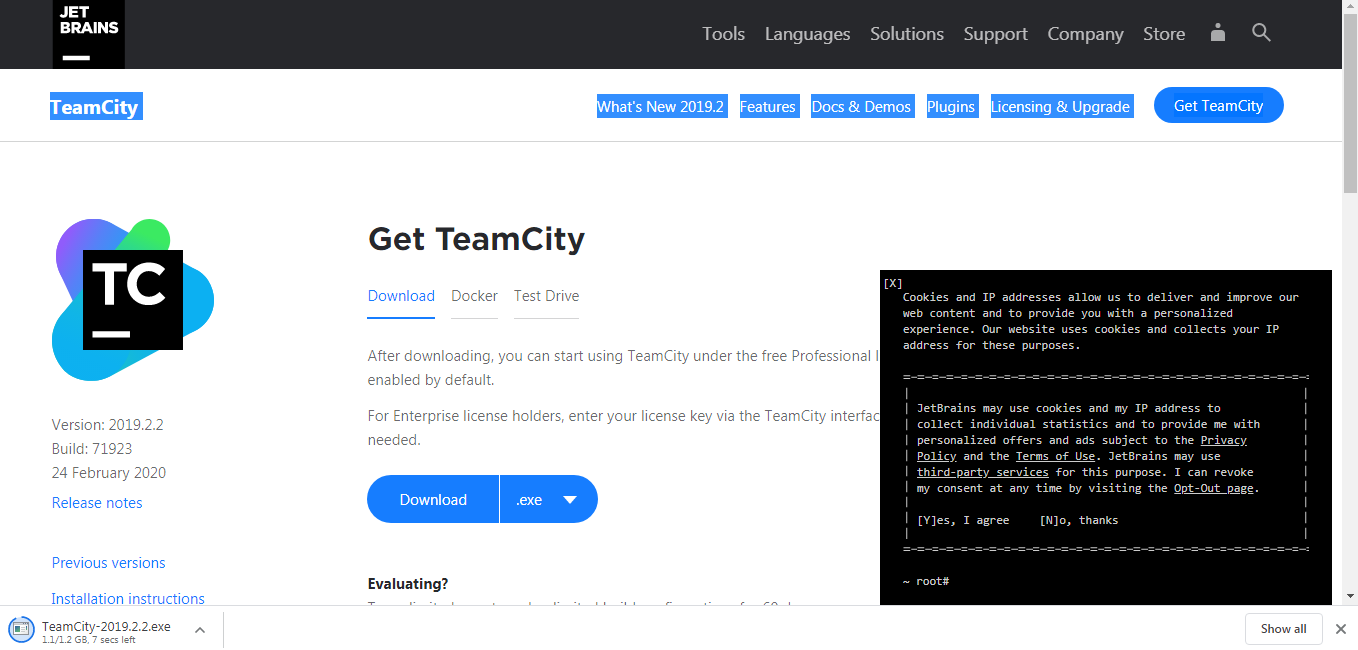 JET
BRAINS
Tools Languages Solutions Support Company Store
TeamCity
What's New 2019.2 Features Docs & Demos Plugins Licensing & Upgrade Get TeamCity
TC
Version: 2019.2.2
Build: 71923
24 February 2020
Release notes
Previous versions
Installation instructions
Get TeamCity
Download Docker Test Drive
After downloading, you can start using TeamCity under the free Professional
enabled by default.
For Enterprise license holders, enter your license key via the TeamCity
needed.
Download .exe
Evaluating?
[X]
Cookies and IP addresses allow us to deliver and improve our
web content and to provide you with a personalized
experience. Our website uses cookies and collects your IP
address for these purposes.
JetBrains may use cookies and my IP address to
collect individual statistics and to provide me with
personalized offers and ads subject to the Privacy
Policy and the Terms of Use. JetBrains may use
third-party services for this purpose. I can revoke
my consent at any time by visiting the Opt-Out page.
[Y]es, I agree [N]o, thanks
~ root#
TeamCity-2019.2.2.exe
1.1/1.2 GB, 7 secs left
Show all